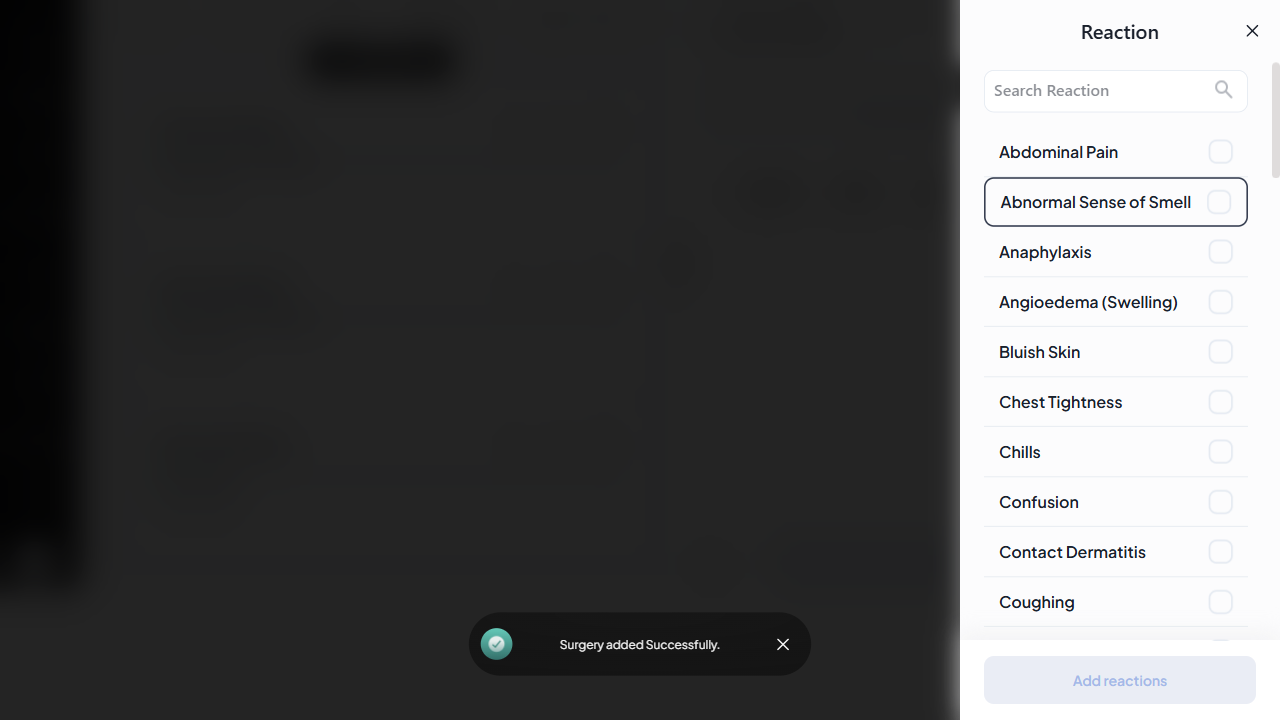 Reaction
Search Reaction
Abdominal Pain
Abnormal Sense of Smell
Anaphylaxis
Angioedema (Swelling)
Bluish Skin
Chest Tightness
Chills
Confusion
Contact Dermatitis
Coughing
Add reactions
Surgery added Successfully.